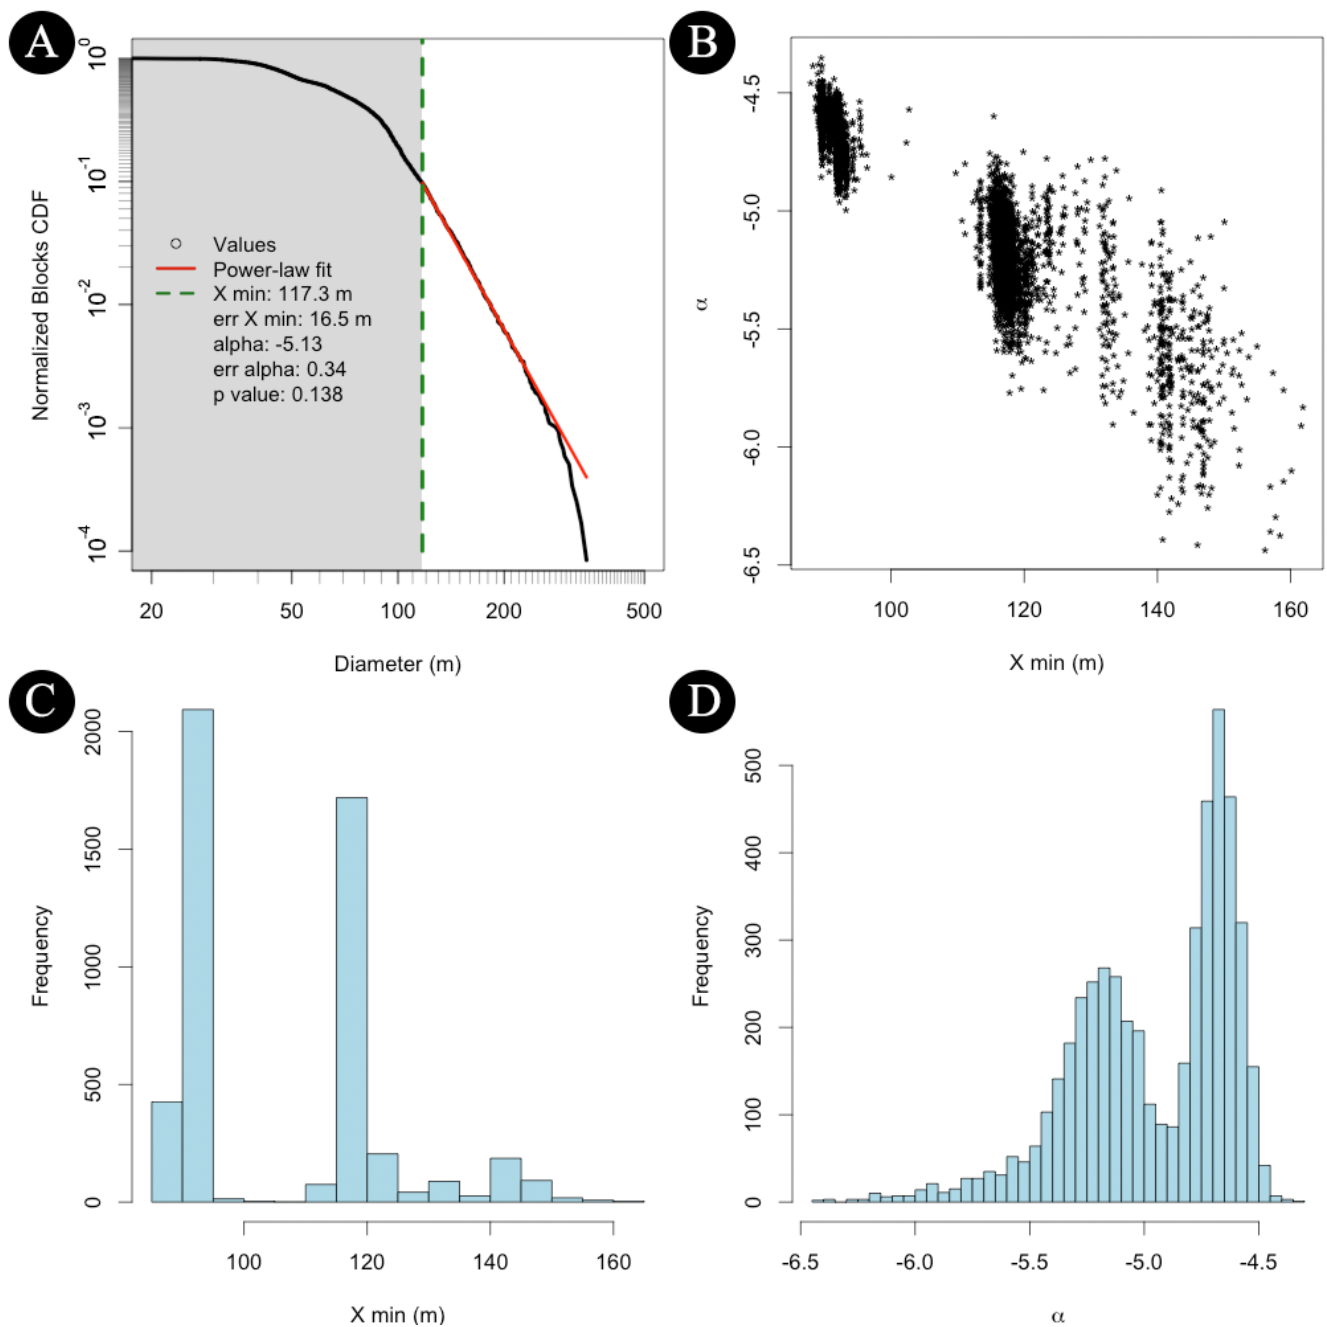 A
Normalized Blocks CDF
10^0
10^-1
10^-2
10^-3
10^-4
Values
Power-law fit
X min: 117.3 m
err X min: 16.5 m
alpha: -5.13
err alpha: 0.34
p value: 0.138
20 50 100 200 500
Diameter (m)
B
α
-4.5
-5.0
-5.5
-6.0
-6.5
100 120 140 160
X min (m)
C
Frequency
2000
1500
1000
500
0
100 120 140 160
X min (m)
D
Frequency
500
400
300
200
100
0
-6.5 -6.0 -5.5 -5.0 -4.5
α